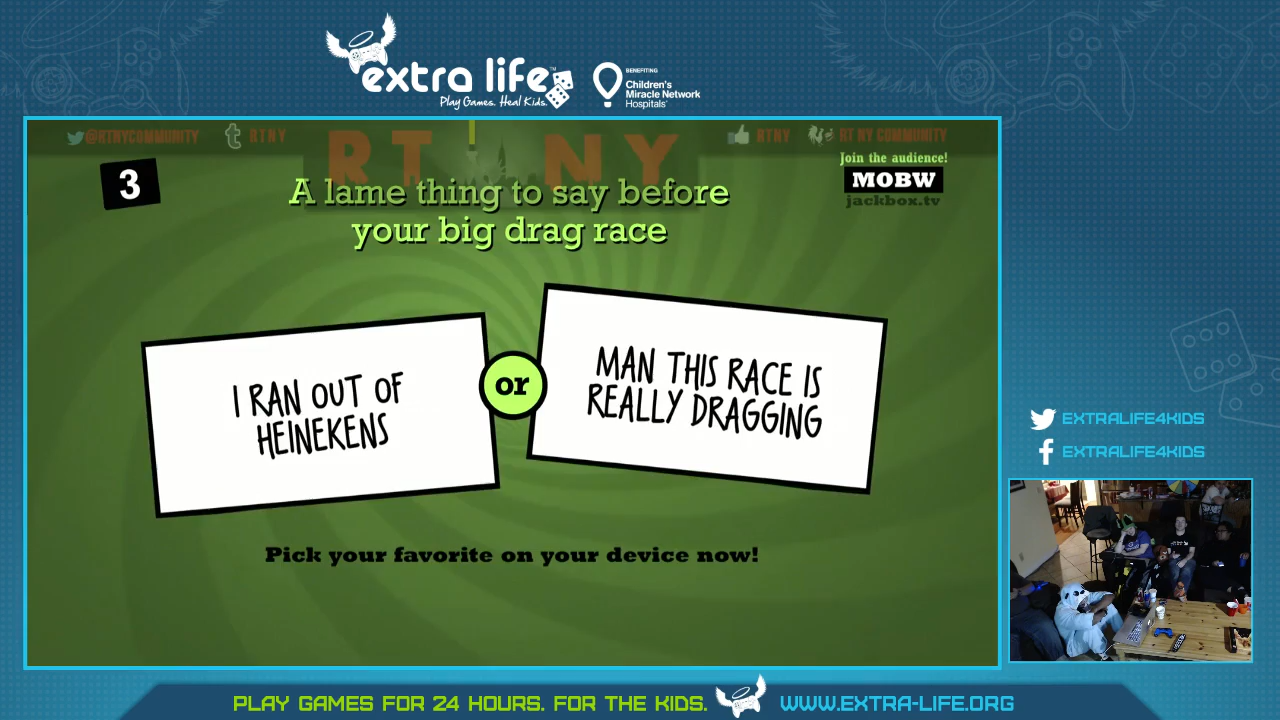 extra life™
Play Games. Heal Kids.
BENEFITING
Children's
Miracle Network
Hospitals®
@RTNYCOMMUNITY
RTNY
RT NY
RTNY
RT NY COMMUNITY
3
A lame thing to say before
your big drag race
Join the audience!
MOBW
jackbox.tv
I RAN OUT OF
HEINEKENS
or
MAN THIS RACE IS
REALLY DRAGGING
Pick your favorite on your device now!
EXTRALIFE4KIDS
EXTRALIFE4KIDS
PLAY GAMES FOR 24 HOURS. FOR THE KIDS.
WWW.EXTRA-LIFE.ORG